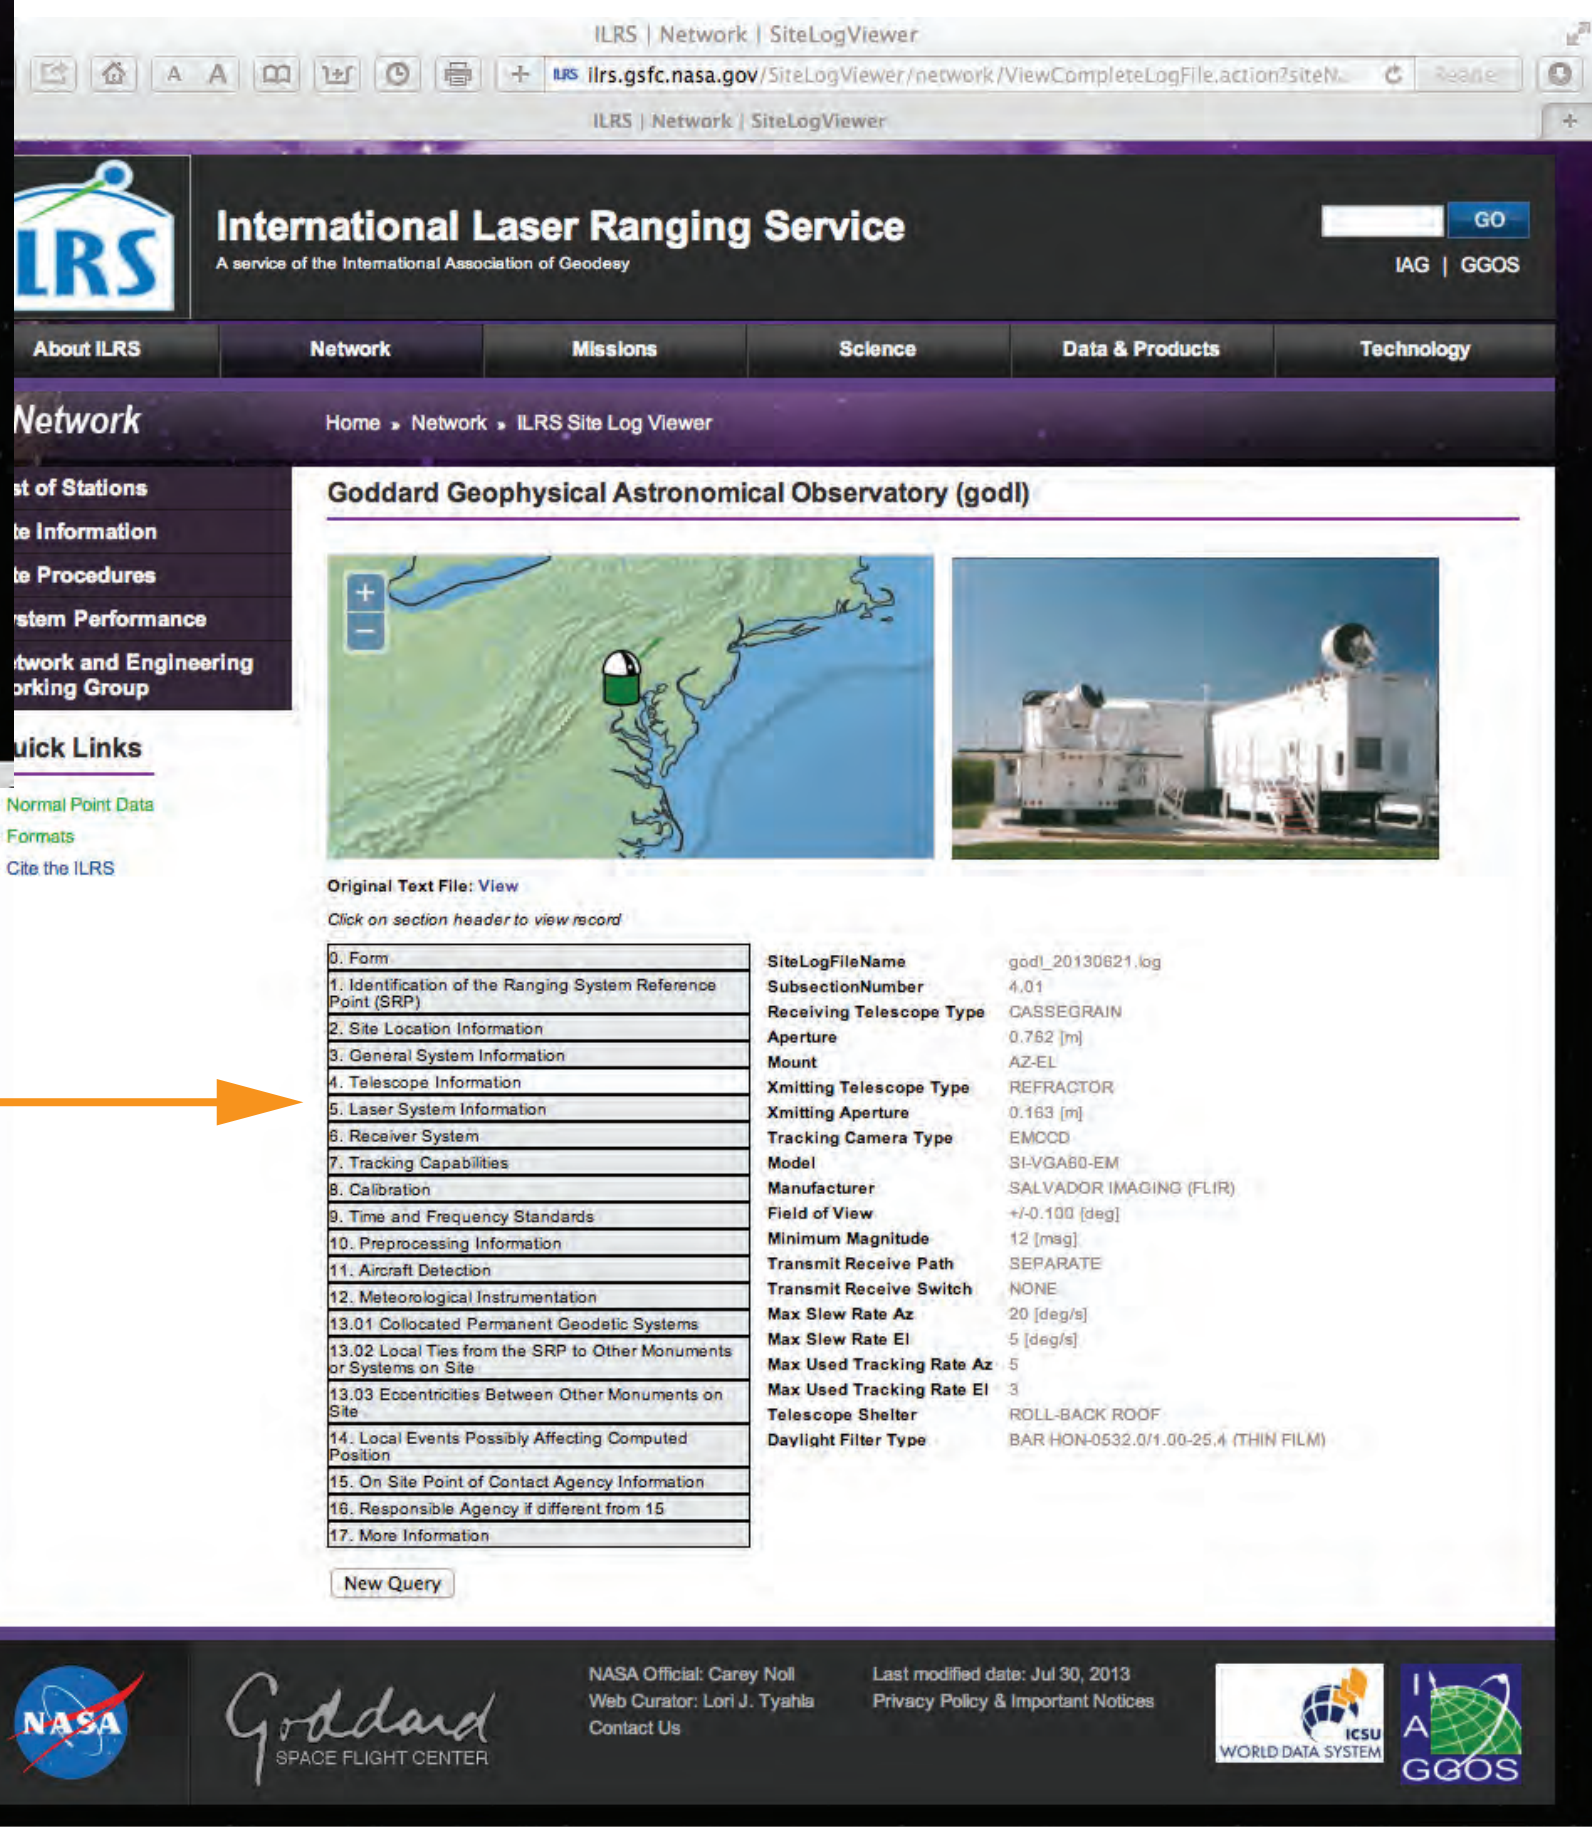 ILRS | Network | SiteLogViewer
A A + ILRS ilrs.gsfc.nasa.gov/SiteLogViewer/network/ViewCompleteLogFile.action?siteN... Reader
ILRS | Network | SiteLogViewer +
LRS
International Laser Ranging Service
A service of the International Association of Geodesy
GO
IAG | GGOS
About ILRS Network Missions Science Data & Products Technology
Network
Home » Network » ILRS Site Log Viewer
st of Stations
te Information
te Procedures
stem Performance
twork and Engineering
orking Group
uick Links
Normal Point Data
Formats
Cite the ILRS
Goddard Geophysical Astronomical Observatory (godl)
+
−
Original Text File: View
Click on section header to view record
0. Form
1. Identification of the Ranging System Reference
Point (SRP)
2. Site Location Information
3. General System Information
4. Telescope Information
5. Laser System Information
6. Receiver System
7. Tracking Capabilities
8. Calibration
9. Time and Frequency Standards
10. Preprocessing Information
11. Aircraft Detection
12. Meteorological Instrumentation
13.01 Collocated Permanent Geodetic Systems
13.02 Local Ties from the SRP to Other Monuments
or Systems on Site
13.03 Eccentricities Between Other Monuments on
Site
14. Local Events Possibly Affecting Computed
Position
15. On Site Point of Contact Agency Information
16. Responsible Agency if different from 15
17. More Information
SiteLogFileName godl_20130621.log
SubsectionNumber 4.01
Receiving Telescope Type CASSEGRAIN
Aperture 0.762 [m]
Mount AZ-EL
Xmitting Telescope Type REFRACTOR
Xmitting Aperture 0.163 [m]
Tracking Camera Type EMCCD
Model SI-VGA60-EM
Manufacturer SALVADOR IMAGING (FLIR)
Field of View +/-0.100 [deg]
Minimum Magnitude 12 [mag]
Transmit Receive Path SEPARATE
Transmit Receive Switch NONE
Max Slew Rate Az 20 [deg/s]
Max Slew Rate El 5 [deg/s]
Max Used Tracking Rate Az 5
Max Used Tracking Rate El 3
Telescope Shelter ROLL-BACK ROOF
Daylight Filter Type BAR HON-0532.0/1.00-25.4 (THIN FILM)
New Query
NASA
Goddard
SPACE FLIGHT CENTER
NASA Official: Carey Noll
Web Curator: Lori J. Tyahla
Contact Us
Last modified date: Jul 30, 2013
Privacy Policy & Important Notices
ICSU
WORLD DATA SYSTEM
I
A
GGOS